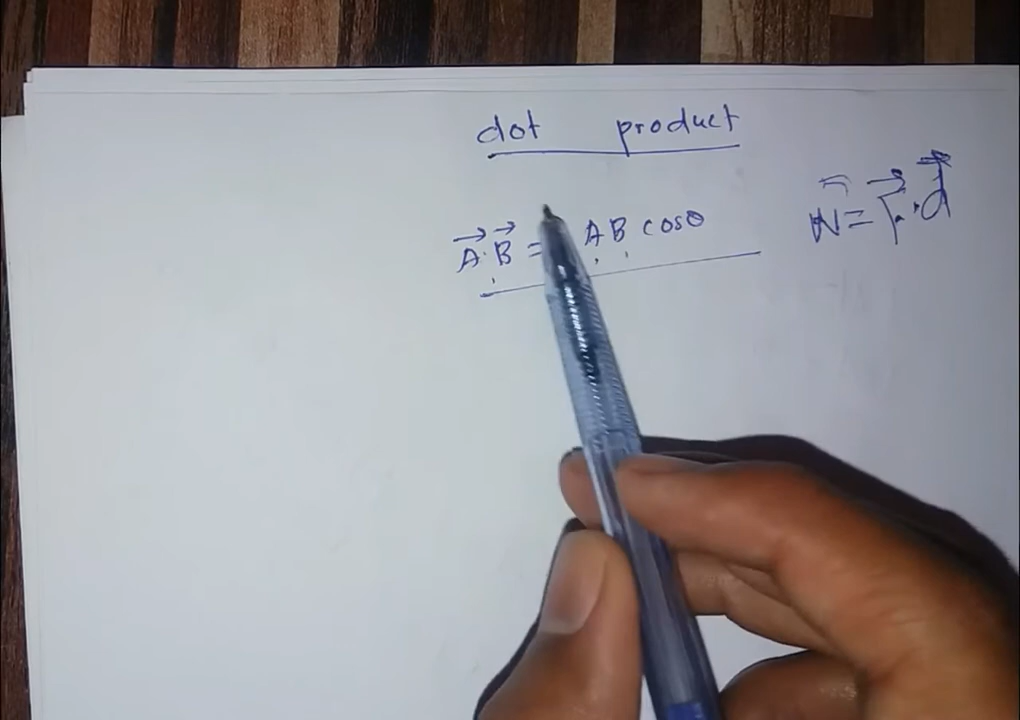 dot product
A⃗·B⃗ = AB cosθ
W = F⃗·d⃗